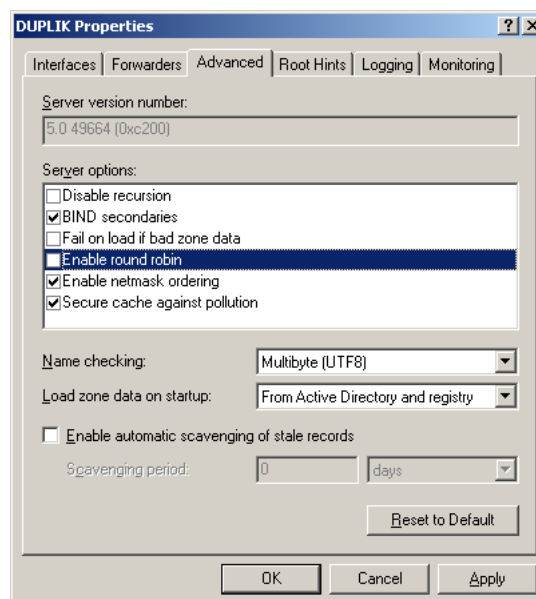 DUPLIK Properties
Interfaces Forwarders Advanced Root Hints Logging Monitoring
Server version number:
5.0 49664 (0xc200)
Server options:
Disable recursion
BIND secondaries
Fail on load if bad zone data
Enable round robin
Enable netmask ordering
Secure cache against pollution
Name checking: Multibyte (UTF8)
Load zone data on startup: From Active Directory and registry
Enable automatic scavenging of stale records
Scavenging period: 0 days
Reset to Default
OK Cancel Apply